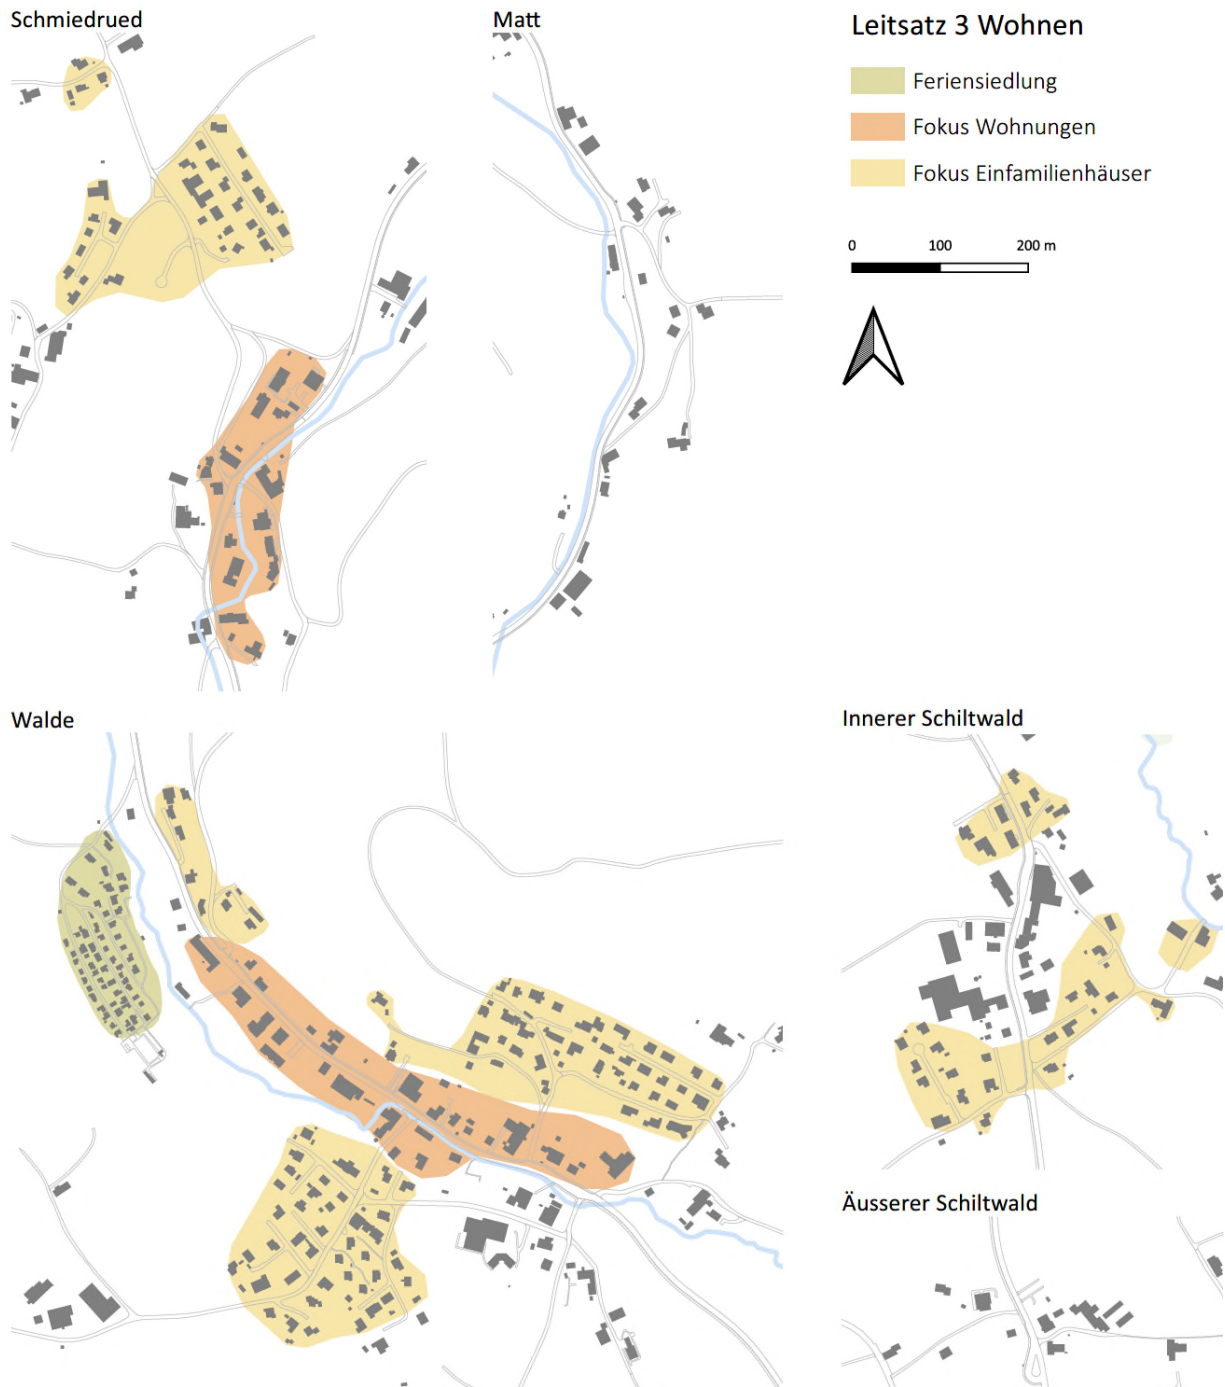 Schmiedrued
Matt
Leitsatz 3 Wohnen
Feriensiedlung
Fokus Wohnungen
Fokus Einfamilienhäuser
0 100 200 m
Walde
Innerer Schiltwald
Äusserer Schiltwald